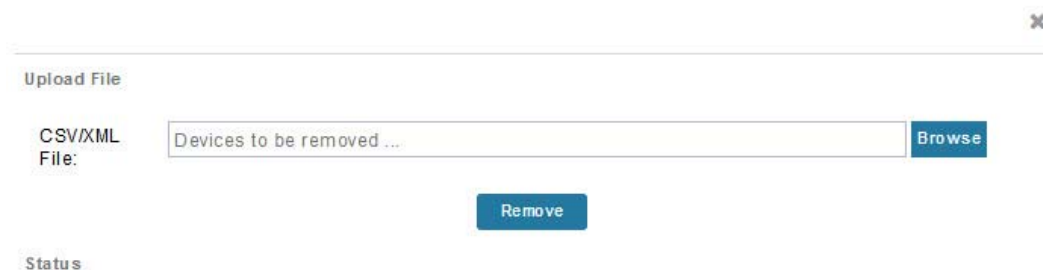 Upload File
CSV/XML
File:
Devices to be removed ...
Browse
Remove
Status